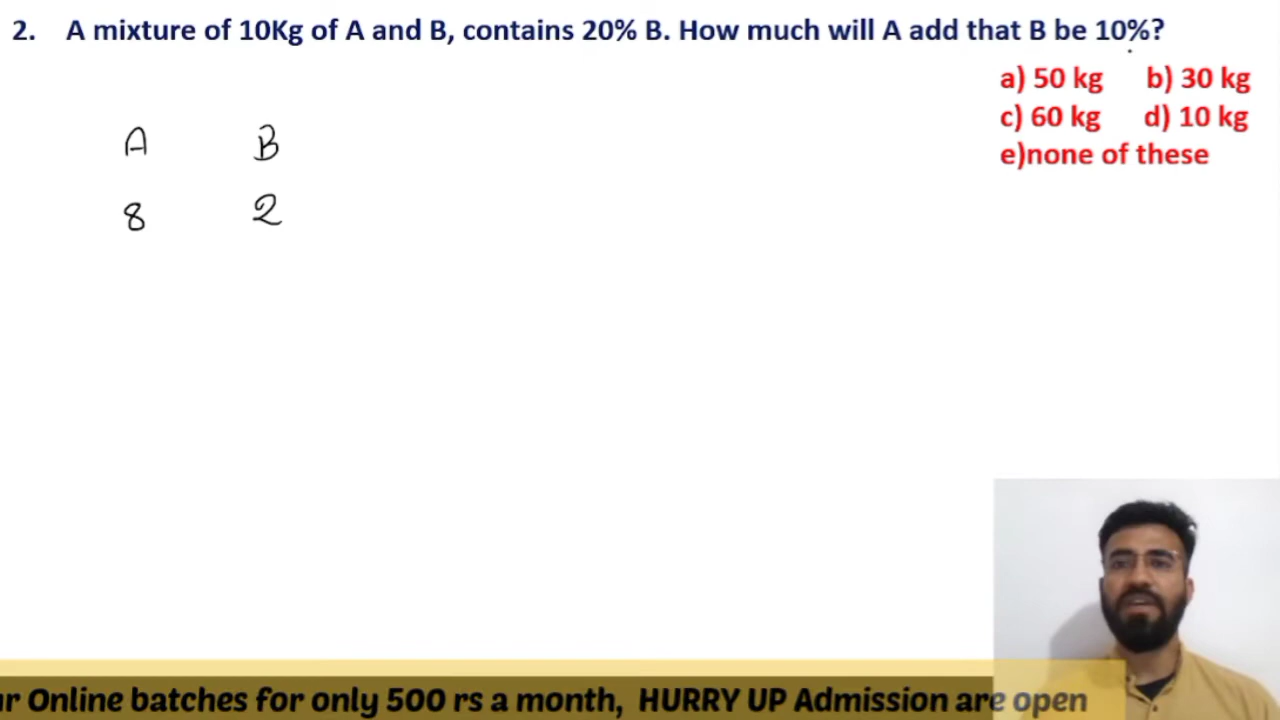 2. A mixture of 10Kg of A and B, contains 20% B. How much will A add that B be 10%?
a) 50 kg b) 30 kg
c) 60 kg d) 10 kg
e)none of these
A B
8 2
Online batches for only 500 rs a month, HURRY UP Admission are open